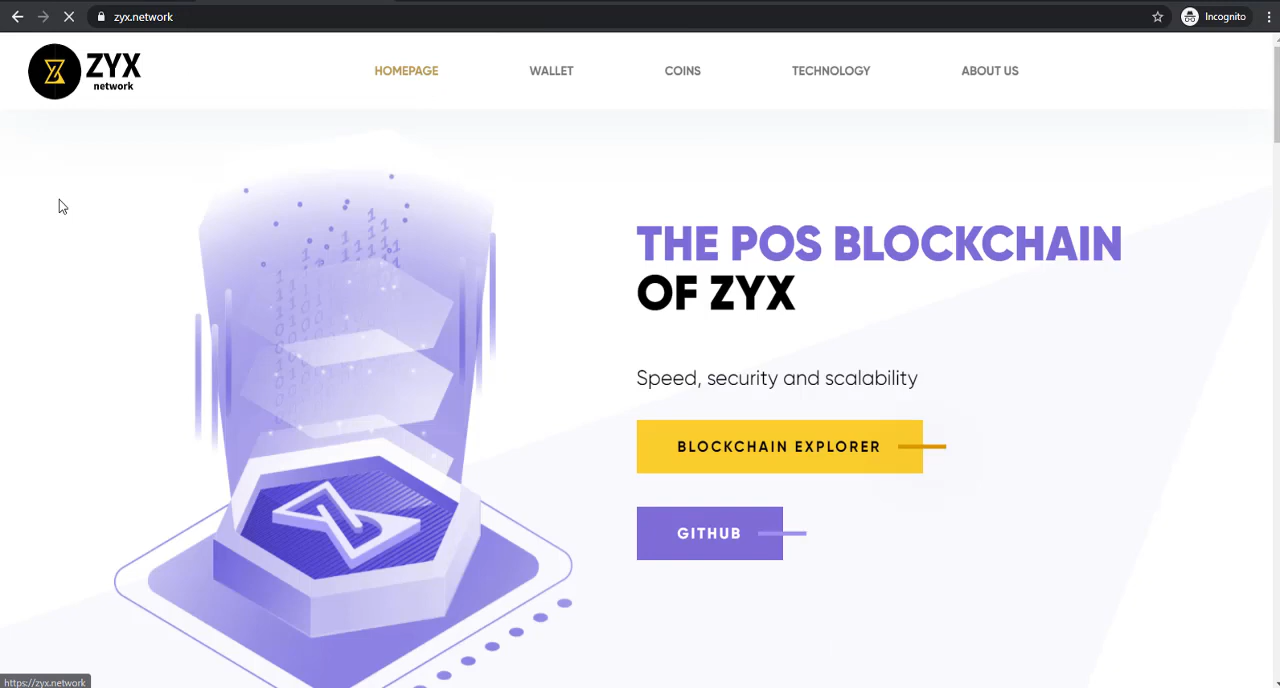 zyx.network
Incognito
ZYX
network
HOMEPAGE
WALLET
COINS
TECHNOLOGY
ABOUT US
THE POS BLOCKCHAIN
OF ZYX
Speed, security and scalability
BLOCKCHAIN EXPLORER
GITHUB
https://zyx.network